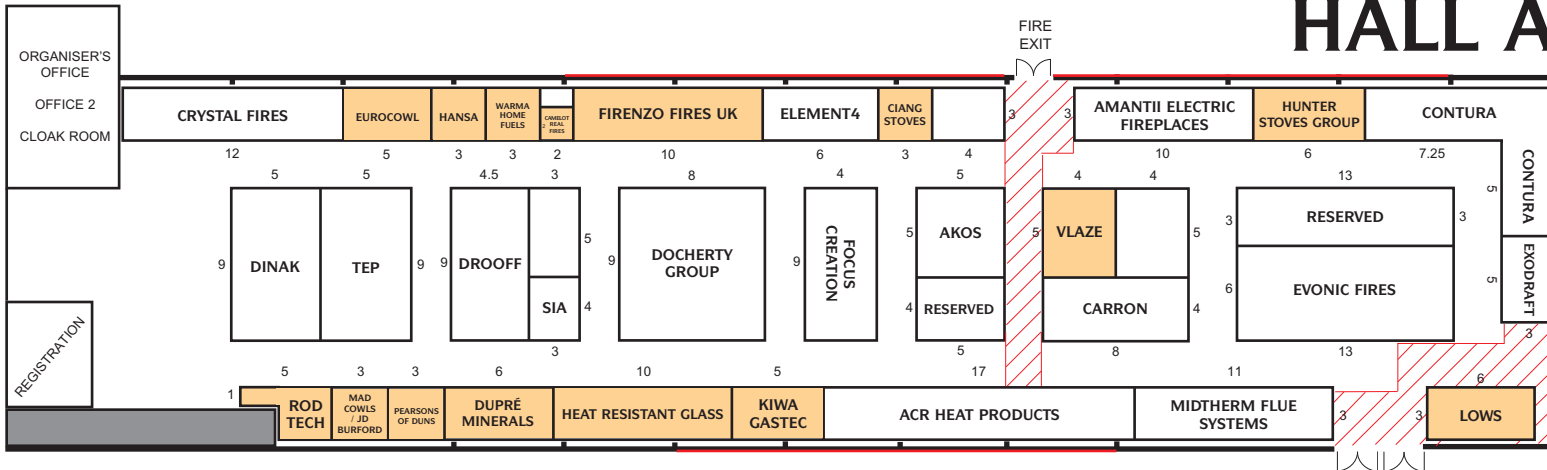 HALL A
ORGANISER'S
OFFICE
OFFICE 2
CLOAK ROOM
FIRE
EXIT
CRYSTAL FIRES
EUROCOWL
HANSA
WARMA
HOME
FUELS
2
CAMELOT
REAL
FIRES
FIRENZO FIRES UK
ELEMENT4
CIANG
STOVES
3
3
AMANTII ELECTRIC
FIREPLACES
HUNTER
STOVES GROUP
CONTURA
12
5
3
3
2
10
6
3
4
10
6
7.25
5
5
4.5
3
8
4
5
4
4
13
9
DINAK
TEP
9
9
DROOFF
5
SIA
4
3
9
DOCHERTY
GROUP
9
FOCUS
CREATION
5
AKOS
4
RESERVED
5
5
VLAZE
5
CARRON
4
8
3
RESERVED
3
6
EVONIC FIRES
13
CONTURA
5
EXODRAFT
5
3
REGISTRATION
5
3
3
6
10
5
17
11
6
1
ROD
TECH
MAD
COWLS
/ JD
BURFORD
PEARSONS
OF DUNS
DUPRÉ
MINERALS
HEAT RESISTANT GLASS
KIWA
GASTEC
ACR HEAT PRODUCTS
MIDTHERM FLUE
SYSTEMS
3
3
LOWS